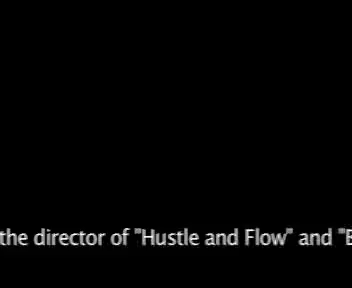 the director of "Hustle and Flow" and "B